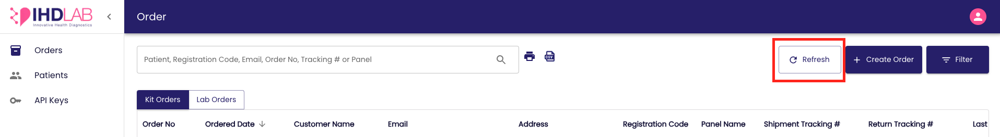 IHDLAB
Innovative Health Diagnostics
Order
Orders
Patients
API Keys
Patient, Registration Code, Email, Order No, Tracking # or Panel
CSV
Refresh
Create Order
Filter
Kit Orders
Lab Orders
Order No
Ordered Date
Customer Name
Email
Address
Registration Code
Panel Name
Shipment Tracking #
Return Tracking #
Last